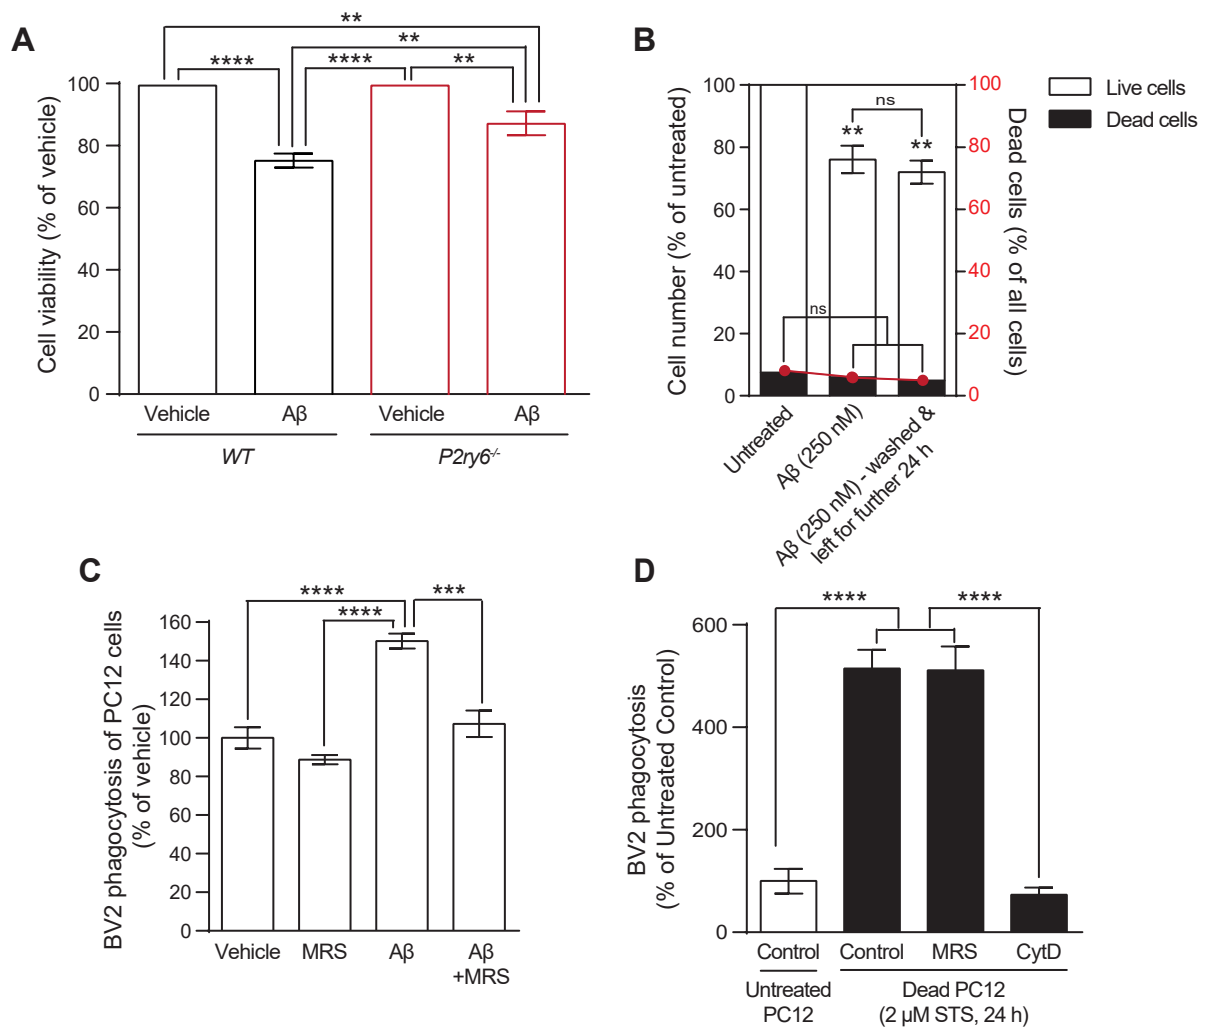 A
**
**
**** **** **
Cell viability (% of vehicle)
100
80
60
40
20
0
Vehicle Aβ Vehicle Aβ
WT P2ry6-/-
B
Cell number (% of untreated)
100
80
60
40
20
0
ns
** **
ns
100
80
60
40
20
0
Dead cells (% of all cells)
Live cells
Dead cells
Untreated
Aβ (250 nM)
Aβ (250 nM) - washed &
left for further 24 h
C
BV2 phagocytosis of PC12 cells
(% of vehicle)
**** ***
****
160
140
120
100
80
60
40
20
0
Vehicle MRS Aβ Aβ
+MRS
D
BV2 phagocytosis
(% of Untreated Control)
**** ****
600
400
200
0
Control Control MRS CytD
Untreated
PC12
Dead PC12
(2 µM STS, 24 h)